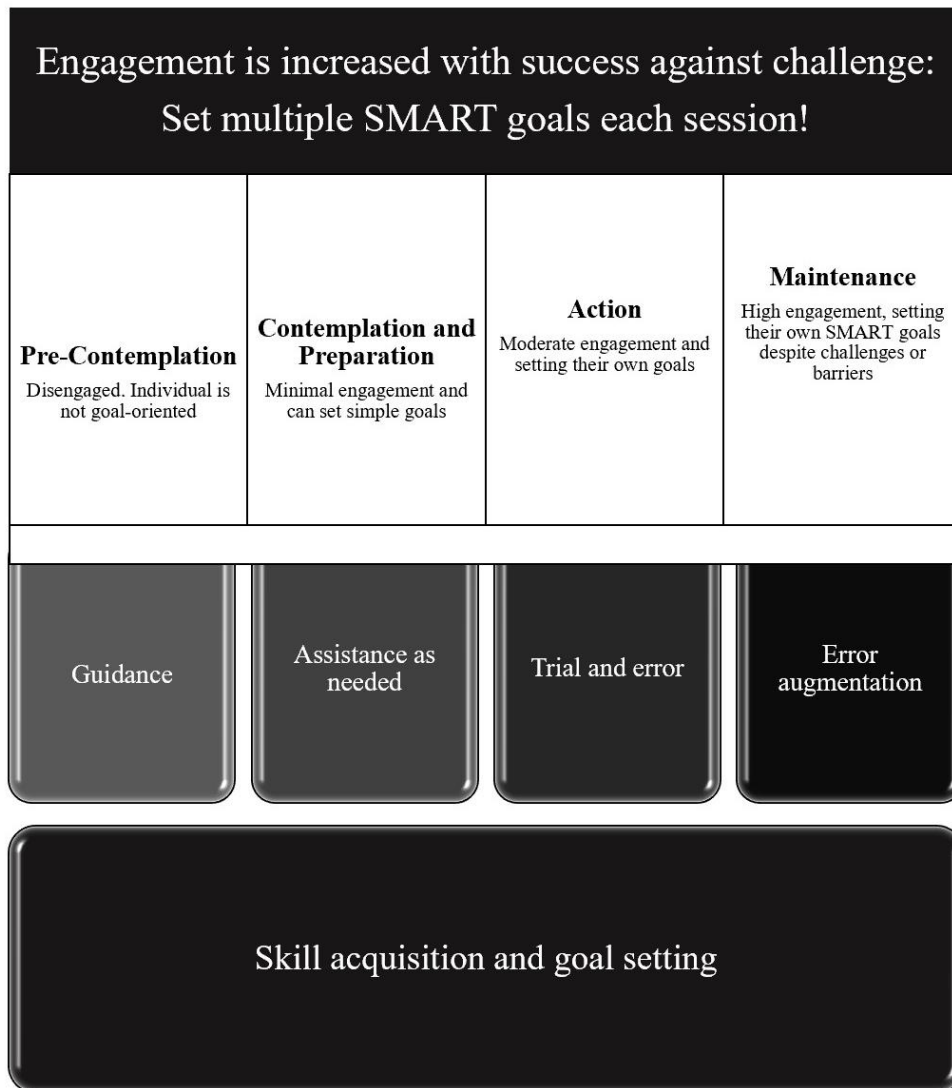 Engagement is increased with success against challenge:
Set multiple SMART goals each session!
Pre-Contemplation
Disengaged. Individual is
not goal-oriented
Contemplation and
Preparation
Minimal engagement and
can set simple goals
Action
Moderate engagement and
setting their own goals
Maintenance
High engagement, setting
their own SMART goals
despite challenges or
barriers
Guidance
Assistance as
needed
Trial and error
Error
augmentation
Skill acquisition and goal setting